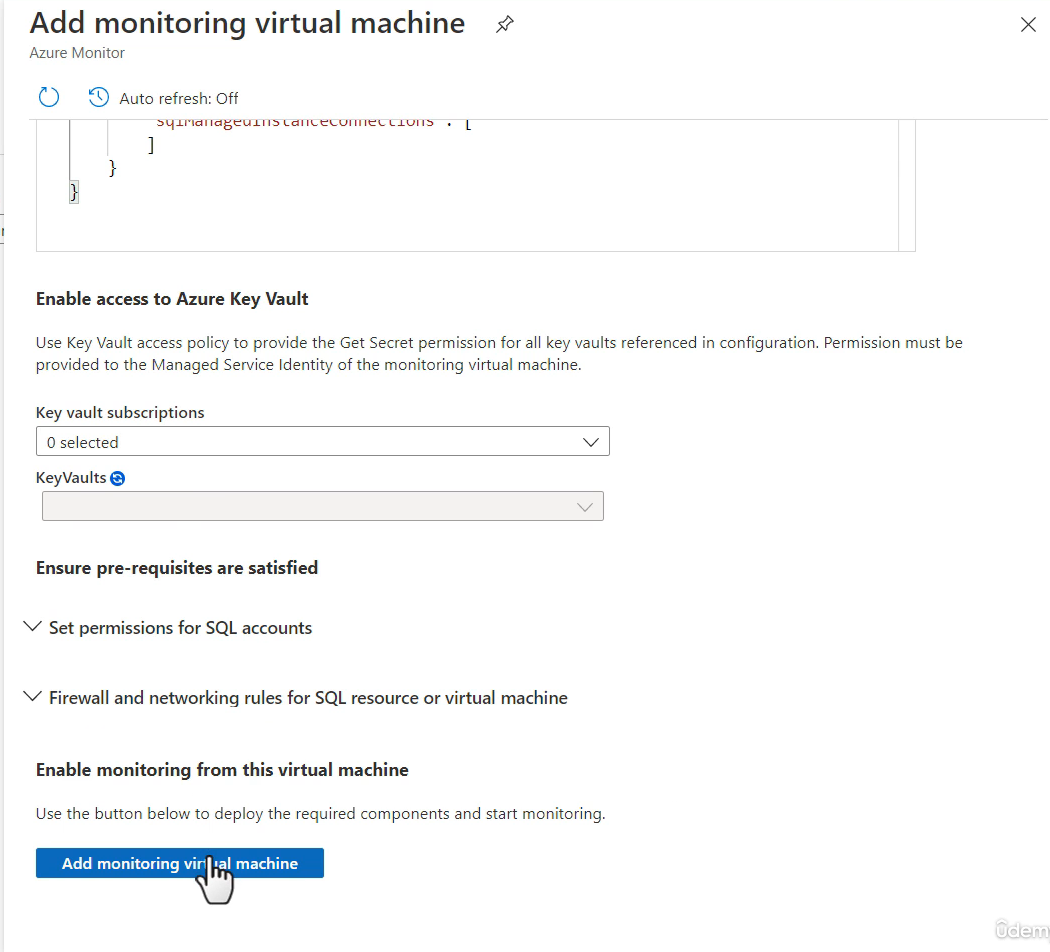 Add monitoring virtual machine
Azure Monitor
Auto refresh: Off
sqlManagedInstanceConnections" : [
]
}
}
Enable access to Azure Key Vault
Use Key Vault access policy to provide the Get Secret permission for all key vaults referenced in configuration. Permission must be
provided to the Managed Service Identity of the monitoring virtual machine.
Key vault subscriptions
0 selected
KeyVaults
Ensure pre-requisites are satisfied
Set permissions for SQL accounts
Firewall and networking rules for SQL resource or virtual machine
Enable monitoring from this virtual machine
Use the button below to deploy the required components and start monitoring.
Add monitoring virtual machine
ûdem